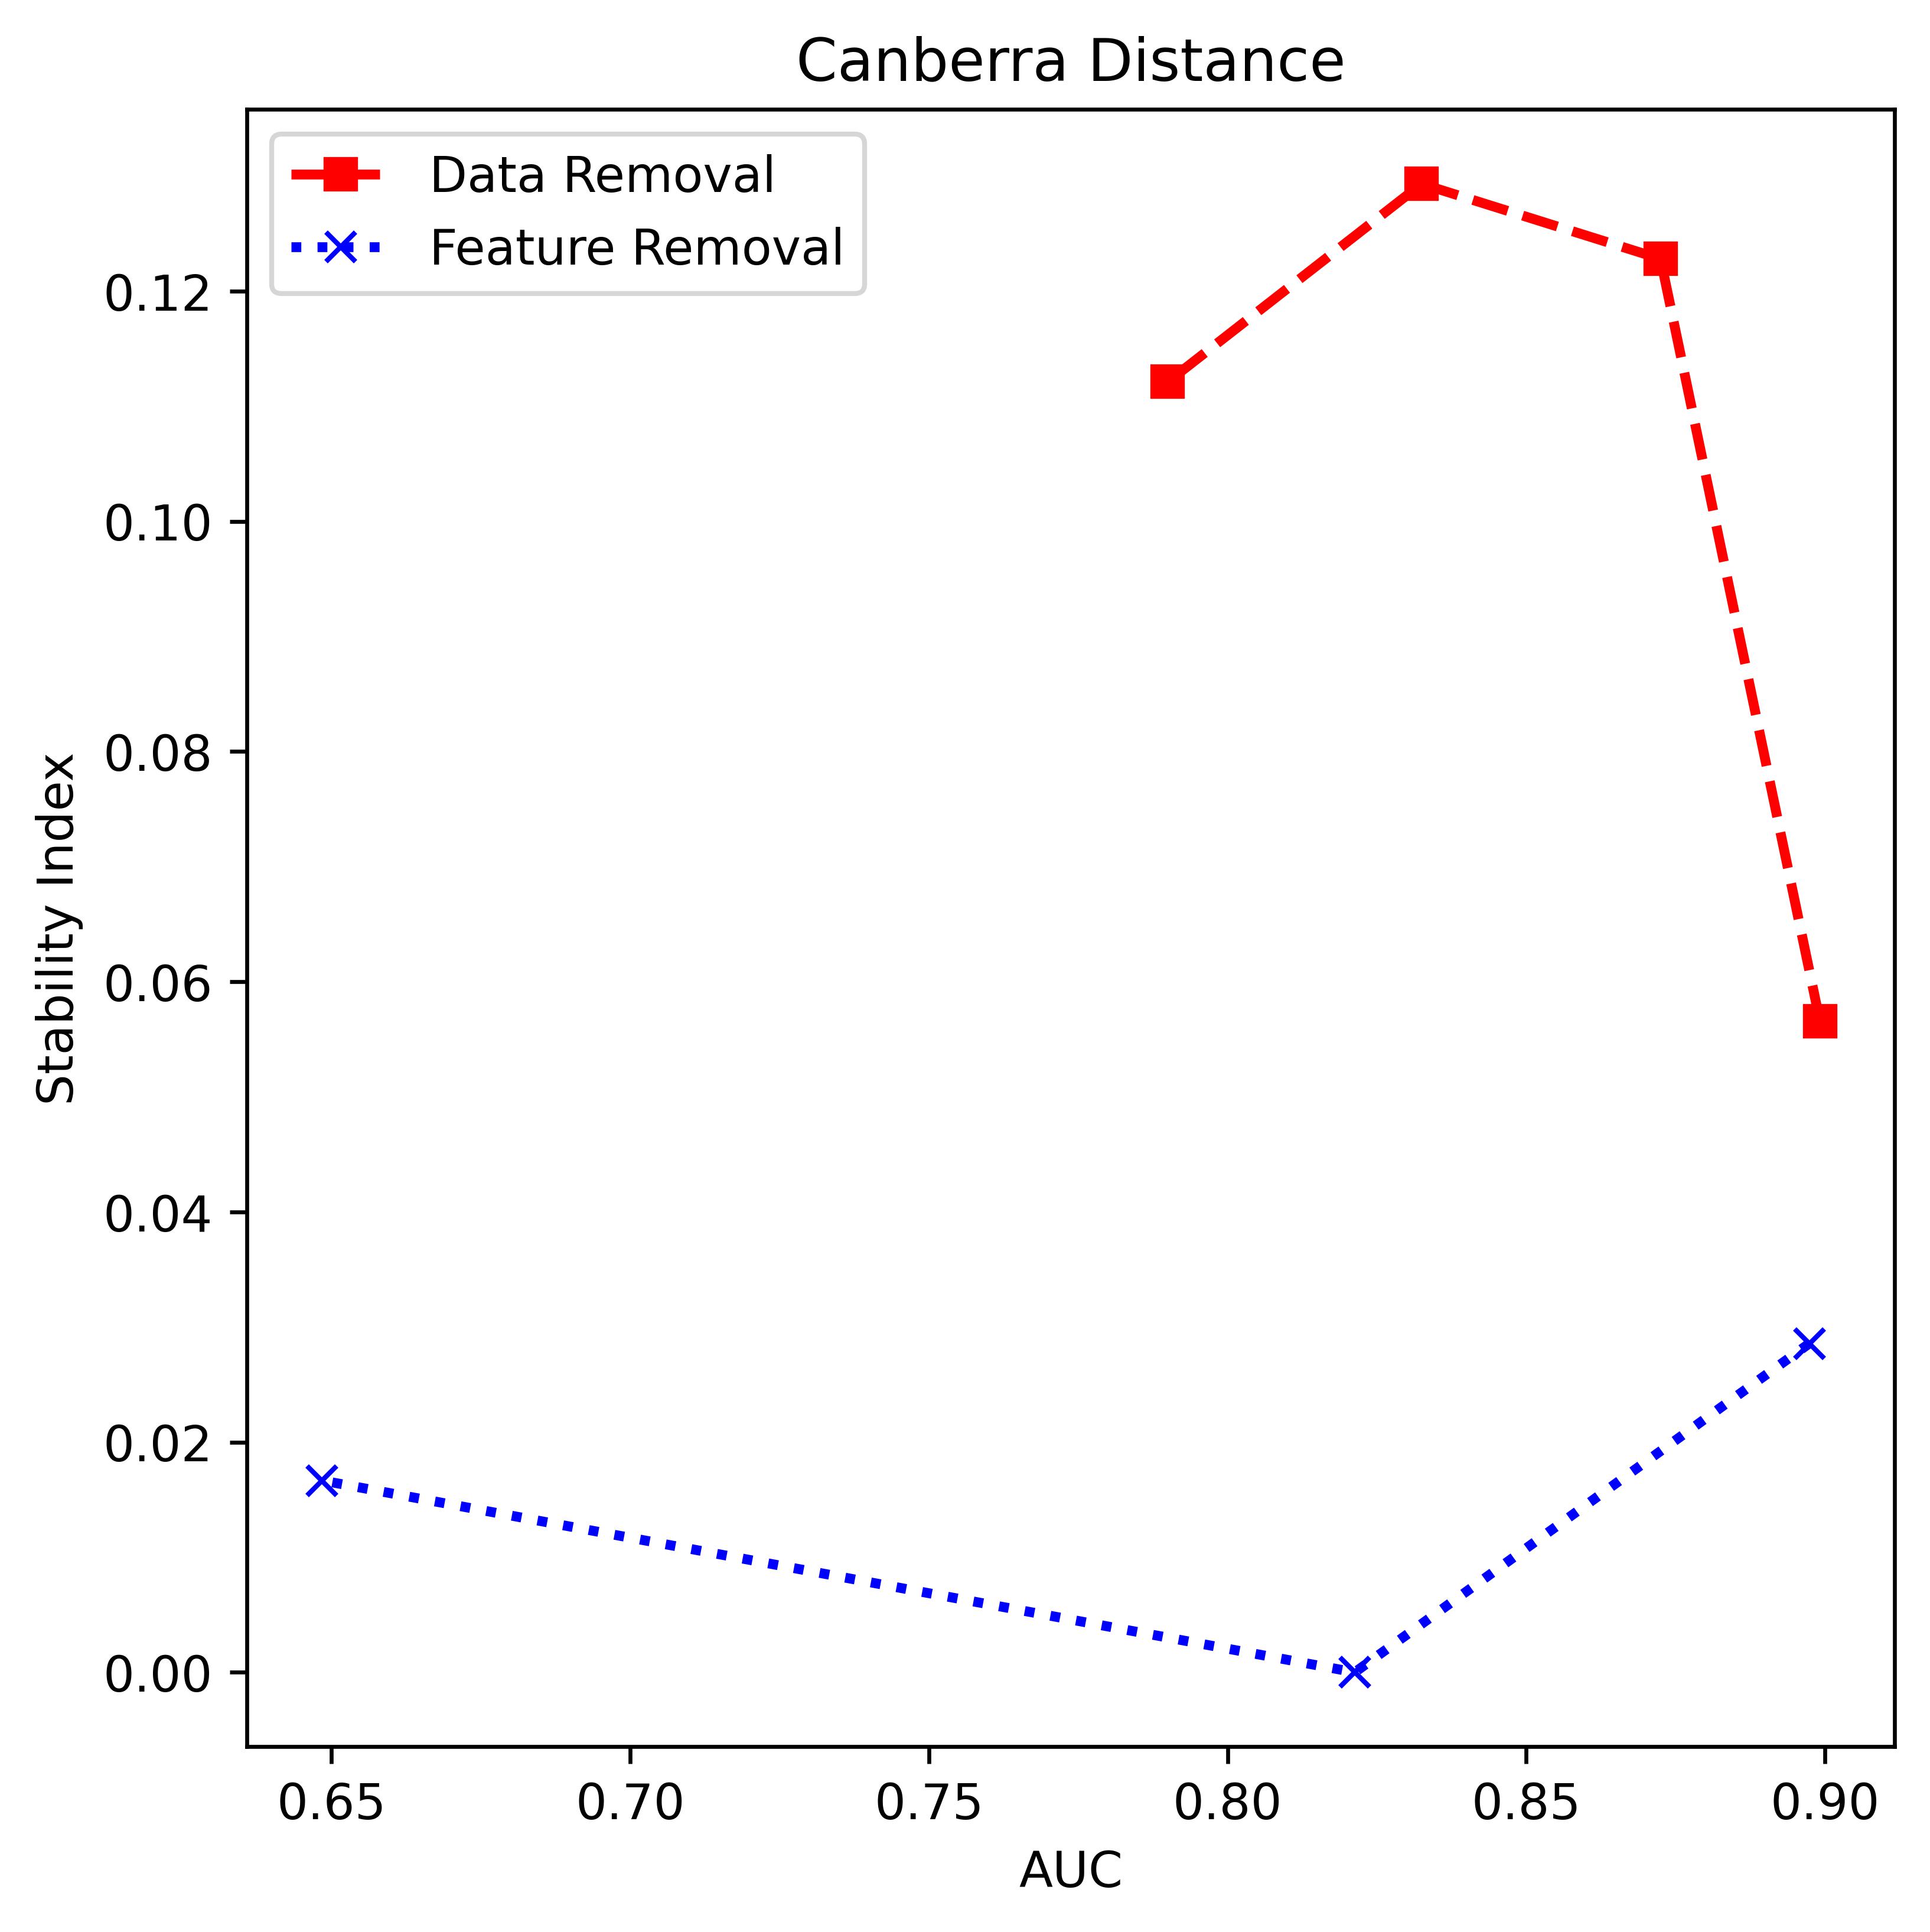 Canberra Distance
Data Removal
Feature Removal
0.12
0.10
0.08
0.06
0.04
0.02
0.00
Stability Index
0.65 0.70 0.75 0.80 0.85 0.90
AUC